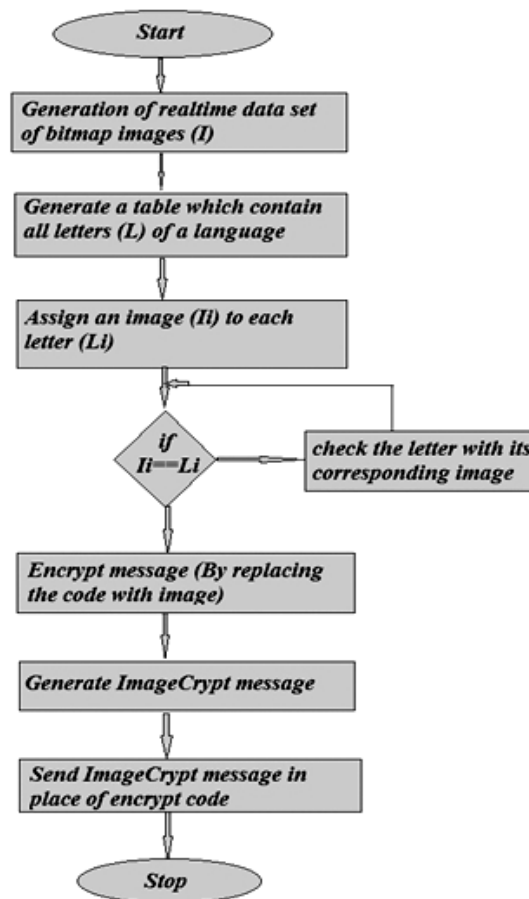 Start
Generation of realtime data set
of bitmap images (I)
Generate a table which contain
all letters (L) of a language
Assign an image (Ii) to each
letter (Li)
if
Ii==Li
check the letter with its
corresponding image
Encrypt message (By replacing
the code with image)
Generate ImageCrypt message
Send ImageCrypt message in
place of encrypt code
Stop